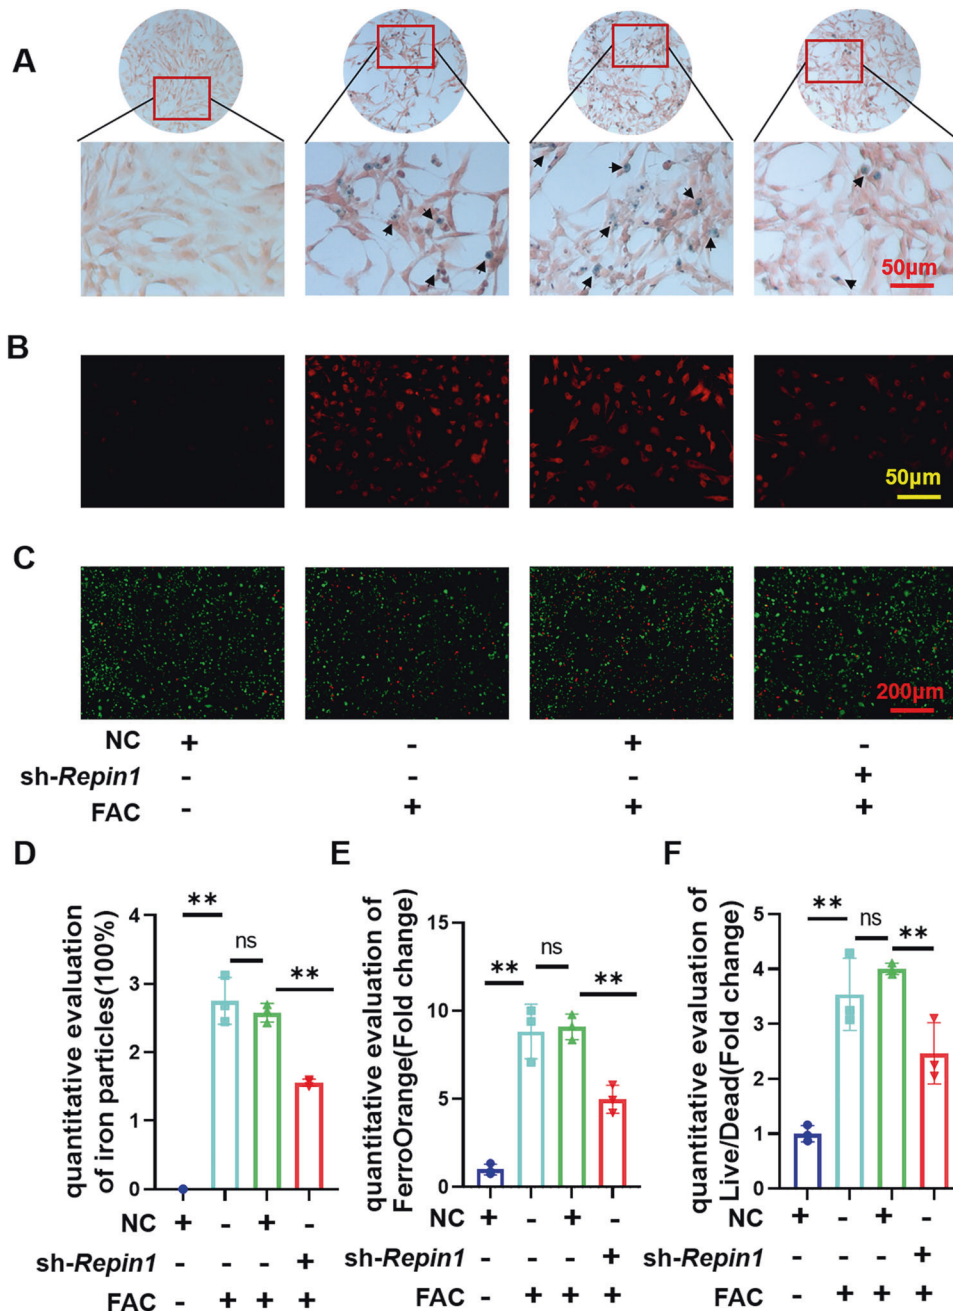 A
50μm
B
50μm
C
200μm
NC + - + -
sh-Repin1 - - - +
FAC - + + +
D
quantitative evaluation
of iron particles(100%)
4
3
2
1
0
**
ns
**
NC + - + -
sh-Repin1 - - - +
FAC - + + +
E
quantitative evaluation of
FerroOrange(Fold change)
15
10
5
0
**
ns
**
NC + - + -
sh-Repin1 - - - +
FAC - + + +
F
quantitative evaluation of
Live/Dead(Fold change)
5
4
3
2
1
0
**
ns
**
NC + - + -
sh-Repin1 - - - +
FAC - + + +